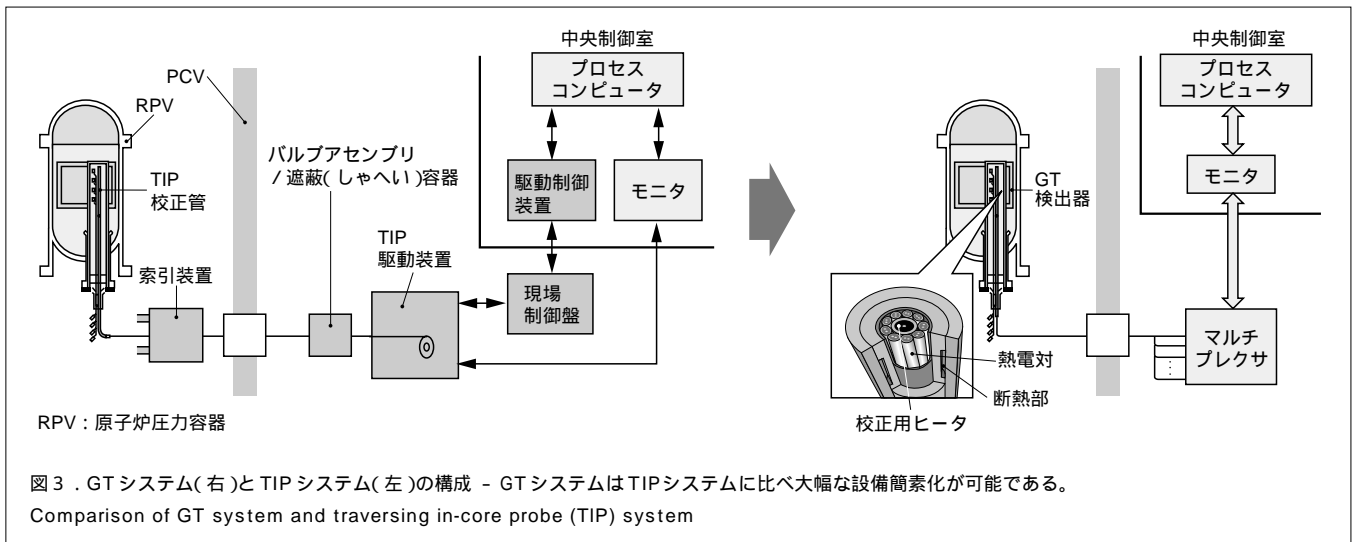 PCV
RPV
TIP
校正管
索引装置
バルブアセンブリ
/ 遮蔽(しゃへい)容器
TIP
駆動装置
中央制御室
プロセス
コンピュータ
駆動制御
装置
モニタ
現場
制御盤
RPV : 原子炉圧力容器
中央制御室
プロセス
コンピュータ
モニタ
GT
検出器
マルチ
プレクサ
熱電対
断熱部
校正用ヒータ
図3．GTシステム(右)とTIPシステム(左)の構成 － GTシステムはTIPシステムに比べ大幅な設備簡素化が可能である。
Comparison of GT system and traversing in-core probe (TIP) system